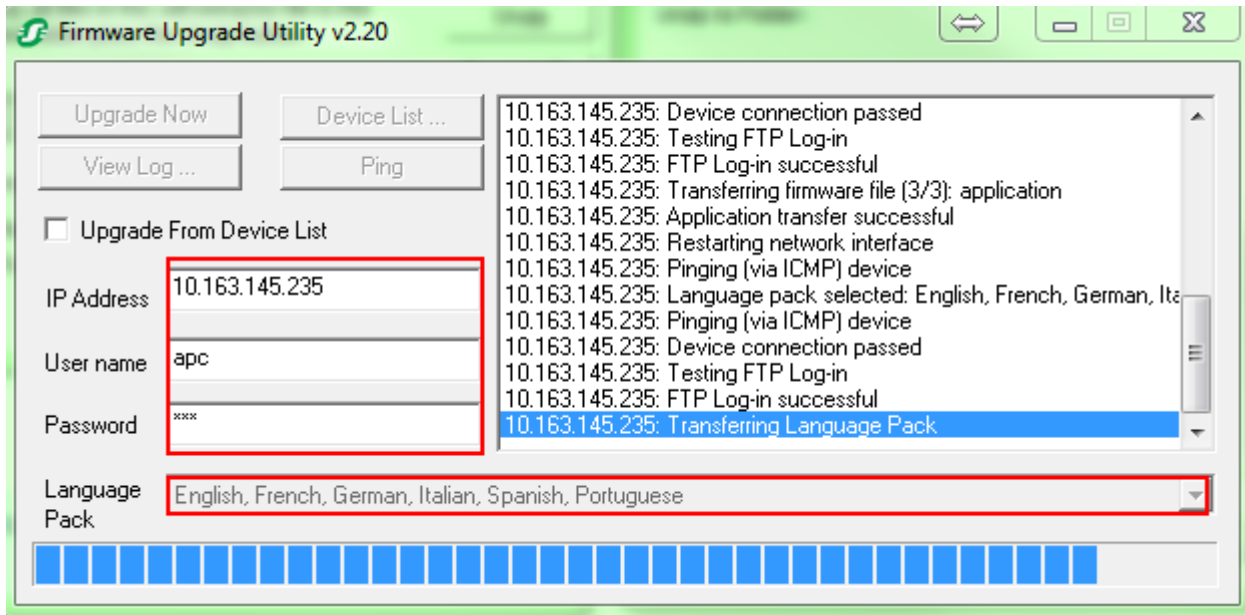 Firmware Upgrade Utility v2.20
Upgrade Now
Device List ...
View Log ...
Ping
Upgrade From Device List
IP Address
10.163.145.235
User name
apc
Password
***
10.163.145.235: Device connection passed
10.163.145.235: Testing FTP Log-in
10.163.145.235: FTP Log-in successful
10.163.145.235: Transferring firmware file (3/3): application
10.163.145.235: Application transfer successful
10.163.145.235: Restarting network interface
10.163.145.235: Pinging (via ICMP) device
10.163.145.235: Language pack selected: English, French, German, Ita
10.163.145.235: Pinging (via ICMP) device
10.163.145.235: Device connection passed
10.163.145.235: Testing FTP Log-in
10.163.145.235: FTP Log-in successful
10.163.145.235: Transferring Language Pack
Language
Pack
English, French, German, Italian, Spanish, Portuguese